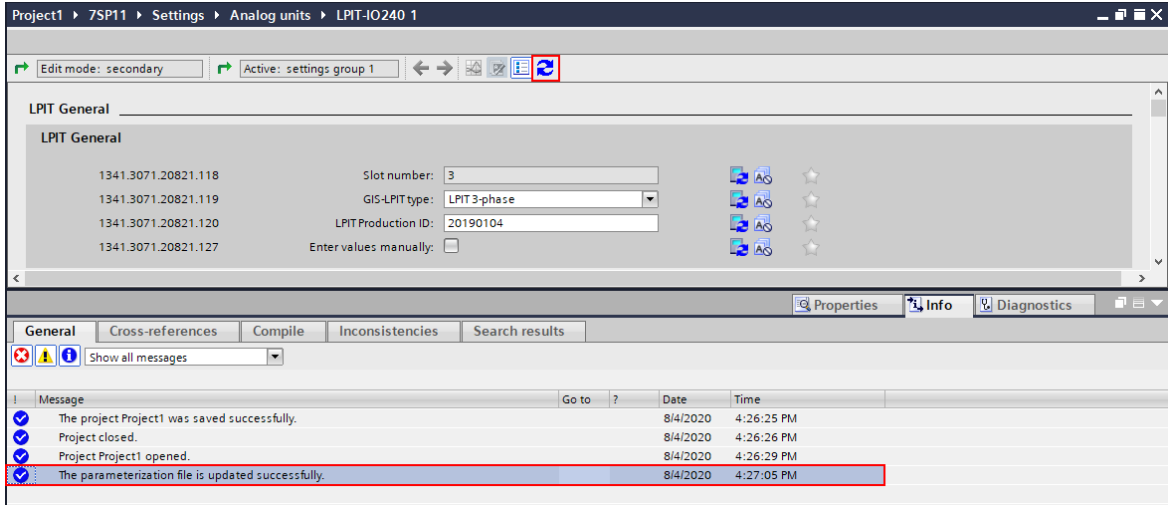 Project1 ▸ 7SP11 ▸ Settings ▸ Analog units ▸ LPIT-IO240 1
Edit mode: secondary Active: settings group 1
LPIT General
LPIT General
1341.3071.20821.118 Slot number: 3
1341.3071.20821.119 GIS-LPIT type: LPIT 3-phase
1341.3071.20821.120 LPIT Production ID: 20190104
1341.3071.20821.127 Enter values manually:
Properties Info Diagnostics
General Cross-references Compile Inconsistencies Search results
Show all messages
! Message Go to ? Date Time
The project Project1 was saved successfully. 8/4/2020 4:26:25 PM
Project closed. 8/4/2020 4:26:26 PM
Project Project1 opened. 8/4/2020 4:26:29 PM
The parameterization file is updated successfully. 8/4/2020 4:27:05 PM